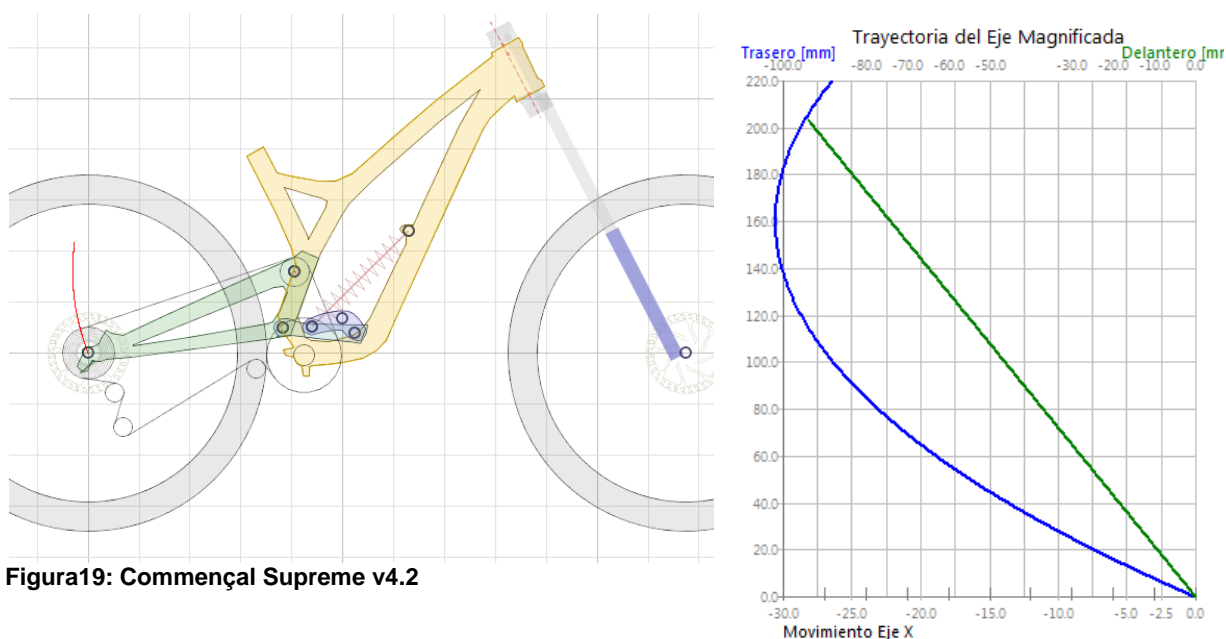 Trayectoria del Eje Magnificada
Trasero [mm] Delantero [mm
-100.0 -80.0 -70.0 -60.0 -50.0 -30.0 -20.0 -10.0 0.0
220.0
200.0
180.0
160.0
140.0
120.0
100.0
80.0
60.0
40.0
20.0
0.0
-30.0 -25.0 -20.0 -15.0 -10.0 -5.0 -2.5 0.0
Movimiento Eje X
Figura19: Commençal Supreme v4.2